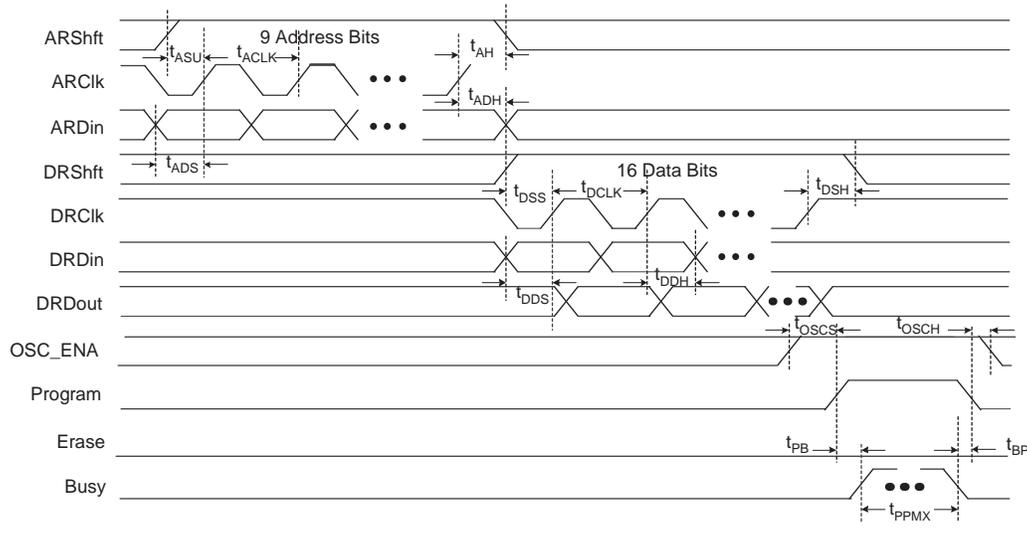 ARShft
9 Address Bits
tASU
tACLK
tAH
ARClk
tADH
ARDin
tADS
DRShft
16 Data Bits
tDSS
tDCLK
tDSH
DRClk
DRDin
tDDS
tDDH
DRDout
tOSCS
tOSCH
OSC_ENA
Program
Erase
tPB
tBP
Busy
tPPMX